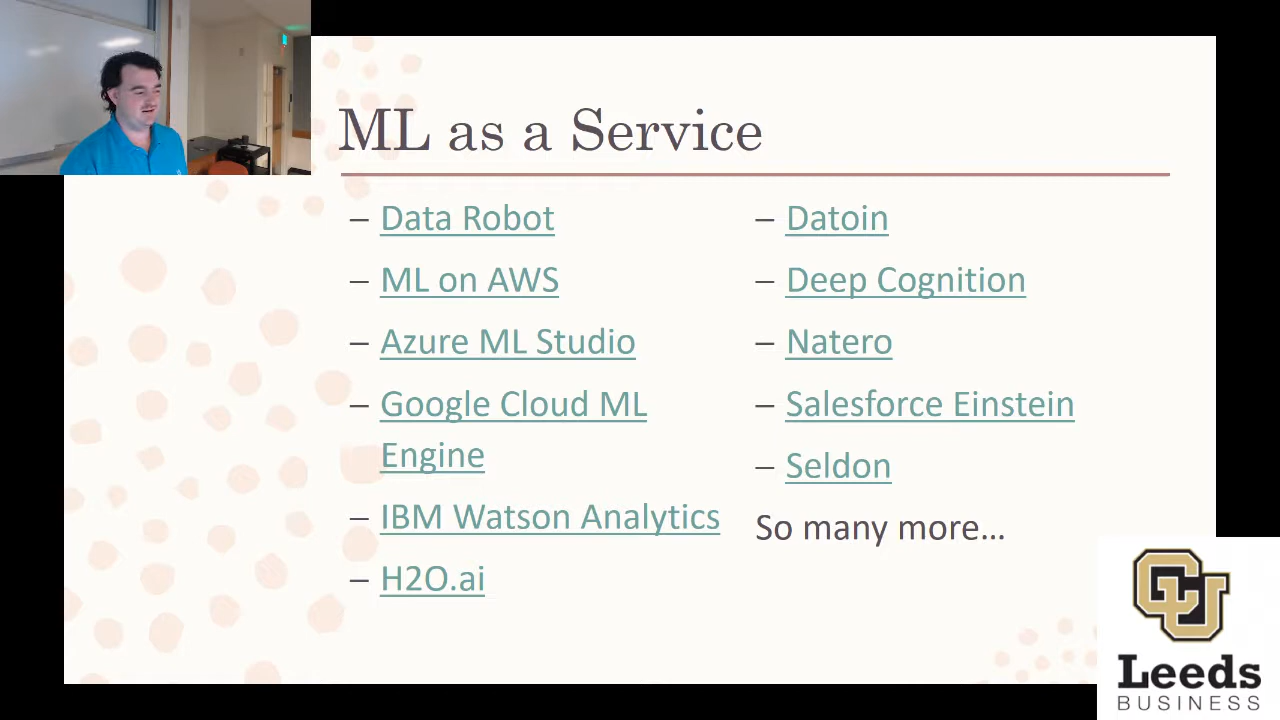 ML as a Service
– Data Robot
– ML on AWS
– Azure ML Studio
– Google Cloud ML
Engine
– IBM Watson Analytics
– H2O.ai
– Datoin
– Deep Cognition
– Natero
– Salesforce Einstein
– Seldon
So many more...
CU
Leeds
BUSINESS